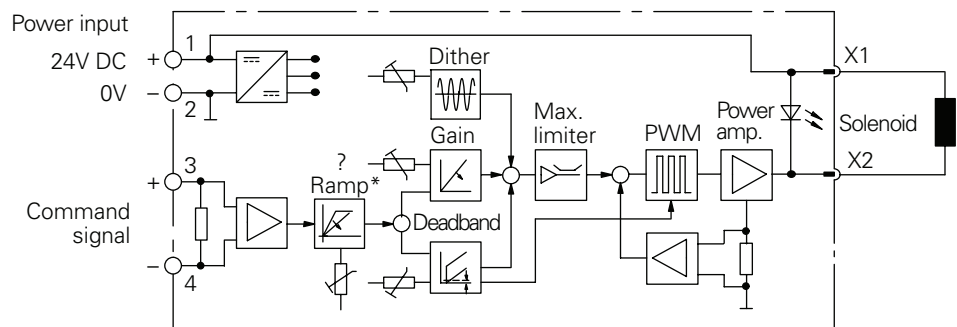 Power input
24V DC
+
1
0V
–
2
Dither
Gain
Max.
limiter
PWM
Power
amp.
X1
Solenoid
X2
3
+
?
Ramp*
Deadband
Command
signal
–
4